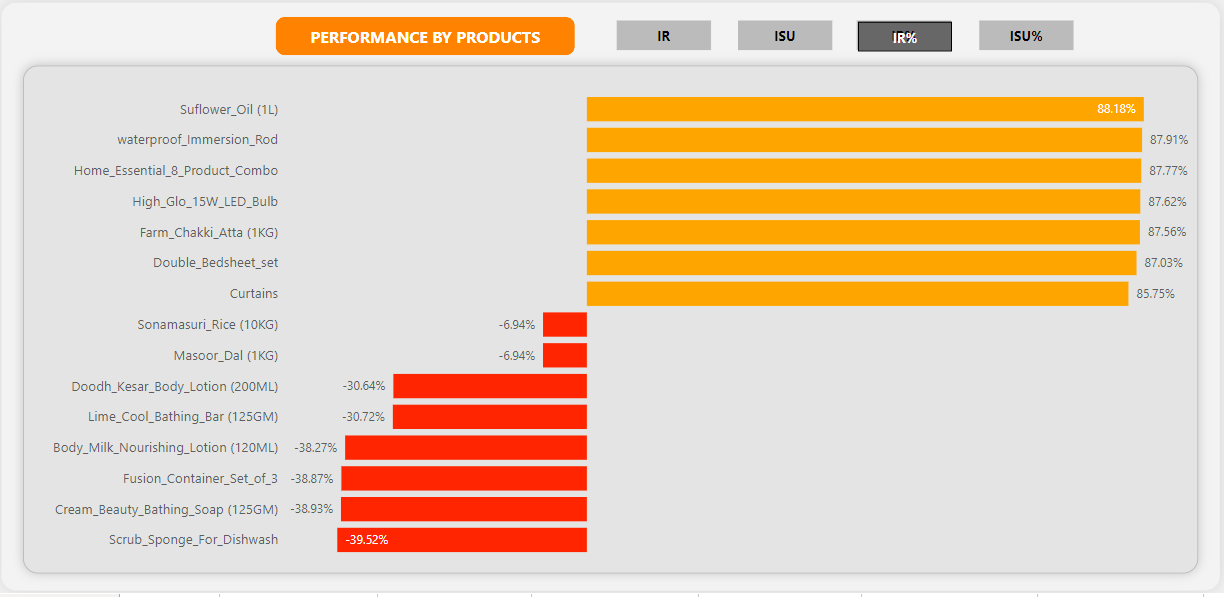 PERFORMANCE BY PRODUCTS IR ISU IR% ISU%
Suflower_Oil (1L) 88.18%
waterproof_Immersion_Rod 87.91%
Home_Essential_8_Product_Combo 87.77%
High_Glo_15W_LED_Bulb 87.62%
Farm_Chakki_Atta (1KG) 87.56%
Double_Bedsheet_set 87.03%
Curtains 85.75%
Sonamasuri_Rice (10KG) -6.94%
Masoor_Dal (1KG) -6.94%
Doodh_Kesar_Body_Lotion (200ML) -30.64%
Lime_Cool_Bathing_Bar (125GM) -30.72%
Body_Milk_Nourishing_Lotion (120ML) -38.27%
Fusion_Container_Set_of_3 -38.87%
Cream_Beauty_Bathing_Soap (125GM) -38.93%
Scrub_Sponge_For_Dishwash -39.52%